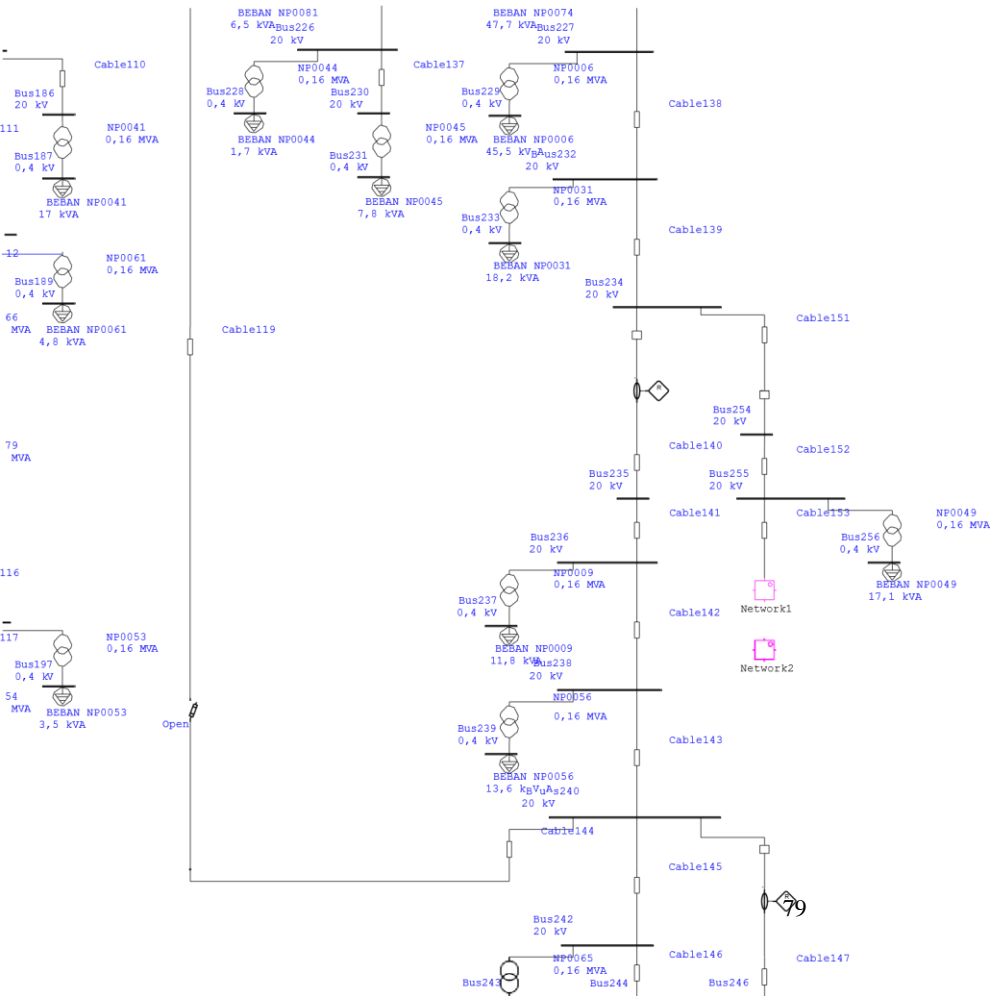 BEBAN NP0081
6,5 kVA
Bus226
20 kV
BEBAN NP0074
47,7 kVA
Bus227
20 kV
Cable110
NP0044
0,16 MVA
Cable137
NP0006
0,16 MVA
Bus186
20 kV
Bus228
0,4 kV
Bus230
20 kV
Bus229
0,4 kV
Cable138
111
NP0041
0,16 MVA
BEBAN NP0044
1,7 kVA
NP0045
0,16 MVA
BEBAN NP0006
45,5 kVA
Bus232
20 kV
Bus187
0,4 kV
Bus231
0,4 kV
BEBAN NP0041
17 kVA
BEBAN NP0045
7,8 kVA
NP0031
0,16 MVA
Bus233
0,4 kV
Cable139
12
NP0061
0,16 MVA
BEBAN NP0031
18,2 kVA
Bus189
0,4 kV
Bus234
20 kV
66
MVA
BEBAN NP0061
4,8 kVA
Cable119
Cable151
R
Bus254
20 kV
79
MVA
Cable140
Cable152
Bus235
20 kV
Bus255
20 kV
Cable141
Cable153
NP0049
0,16 MVA
Bus236
20 kV
Bus256
0,4 kV
116
NP0009
0,16 MVA
BEBAN NP0049
17,1 kVA
Bus237
0,4 kV
Cable142
Network1
117
NP0053
0,16 MVA
BEBAN NP0009
11,8 kVA
Bus238
20 kV
Network2
Bus197
0,4 kV
54
MVA
BEBAN NP0053
3,5 kVA
NP0056
0,16 MVA
Open
Bus239
0,4 kV
Cable143
BEBAN NP0056
13,6 kVA
Bus240
20 kV
Cable144
Cable145
R
79
Bus242
20 kV
NP0065
0,16 MVA
Cable146
Cable147
Bus243
Bus244
Bus246